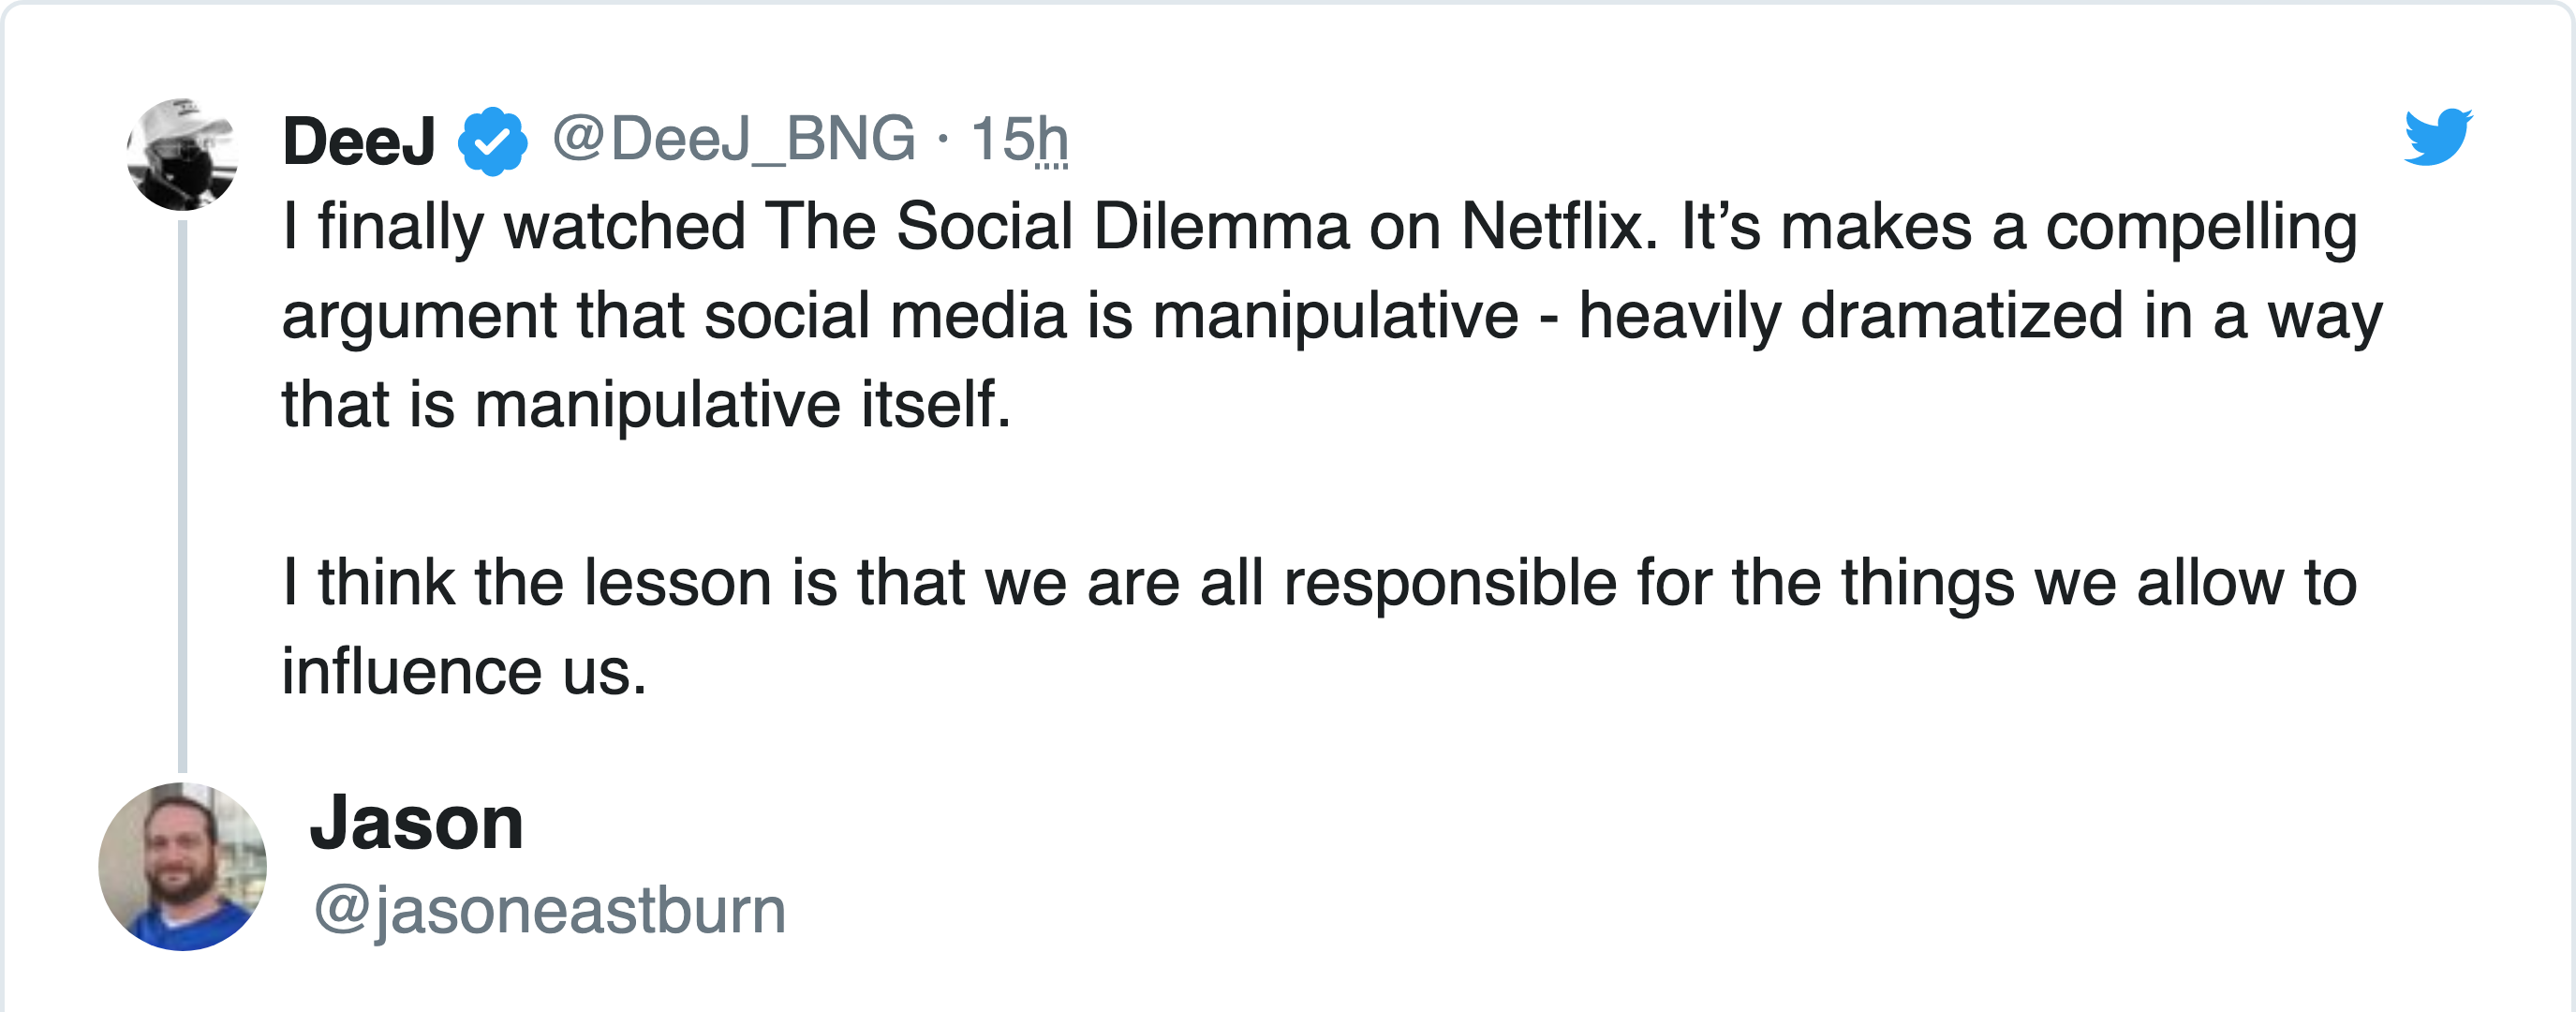 DeeJ @DeeJ_BNG · 15h
I finally watched The Social Dilemma on Netflix. It’s makes a compelling
argument that social media is manipulative - heavily dramatized in a way
that is manipulative itself.
I think the lesson is that we are all responsible for the things we allow to
influence us.
Jason
@jasoneastburn